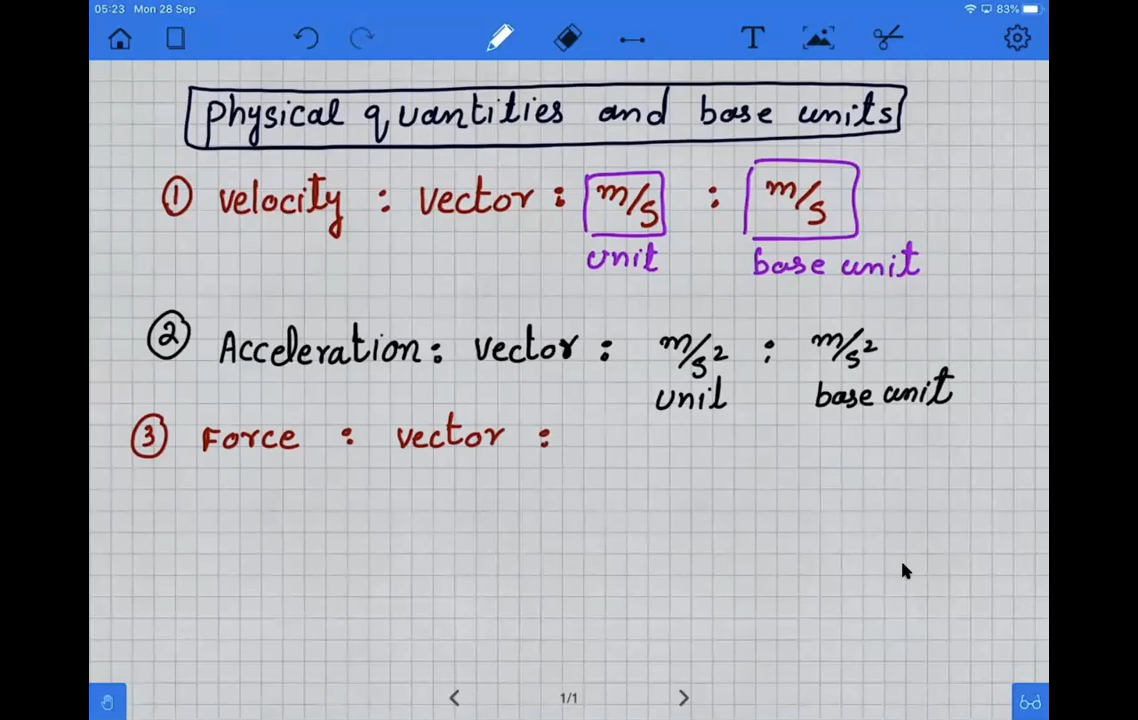 05:23 Mon 28 Sep 83%
T
Physical quantities and base units
① velocity : vector : m/s : m/s
unit base unit
② Acceleration : vector : m/s² : m/s²
unit base unit
③ Force : vector :
1/1